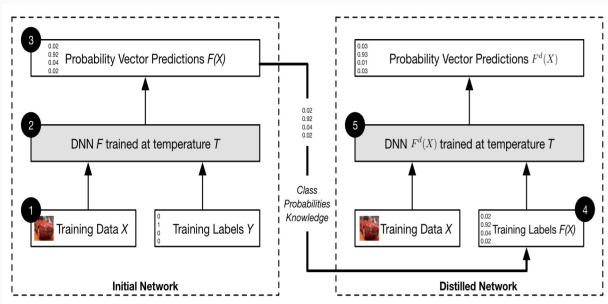 3
0.02
0.92
0.04
0.02
Probability Vector Predictions F(X)
2
DNN F trained at temperature T
1
Training Data X
0
1
0
0
Training Labels Y
Initial Network
0.02
0.92
0.04
0.02
Class
Probabilities
Knowledge
0.03
0.93
0.01
0.03
Probability Vector Predictions F^d(X)
5
DNN F^d(X) trained at temperature T
Training Data X
4
0.02
0.92
0.04
0.02
Training Labels F(X)
Distilled Network